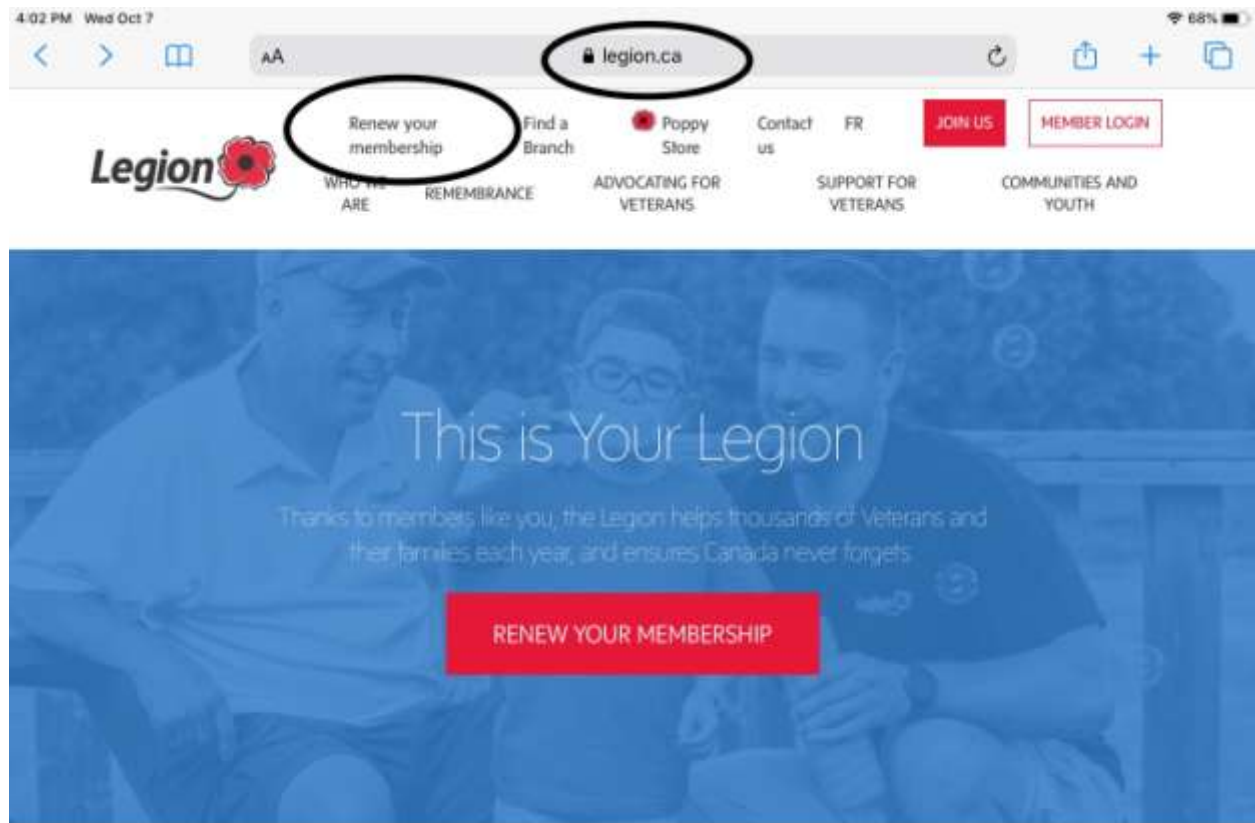 4:02 PM Wed Oct 7
68%
AA
legion.ca
Legion
Renew your
membership
Find a
Branch
Poppy
Store
Contact
us
FR
JOIN US
MEMBER LOGIN
WHO WE
ARE
REMEMBRANCE
ADVOCATING FOR
VETERANS
SUPPORT FOR
VETERANS
COMMUNITIES AND
YOUTH
This is Your Legion
Thanks to members like you, the Legion helps thousands of Veterans and
their families each year, and ensures Canada never forgets.
RENEW YOUR MEMBERSHIP